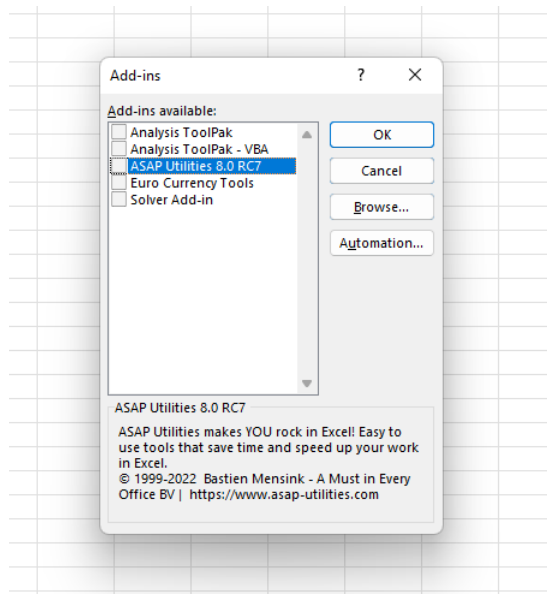 Add-ins
?
Add-ins available:
Analysis ToolPak
Analysis ToolPak - VBA
ASAP Utilities 8.0 RC7
Euro Currency Tools
Solver Add-in
OK
Cancel
Browse...
Automation...
ASAP Utilities 8.0 RC7
ASAP Utilities makes YOU rock in Excel! Easy to
use tools that save time and speed up your work
in Excel.
© 1999-2022 Bastien Mensink - A Must in Every
Office BV | https://www.asap-utilities.com